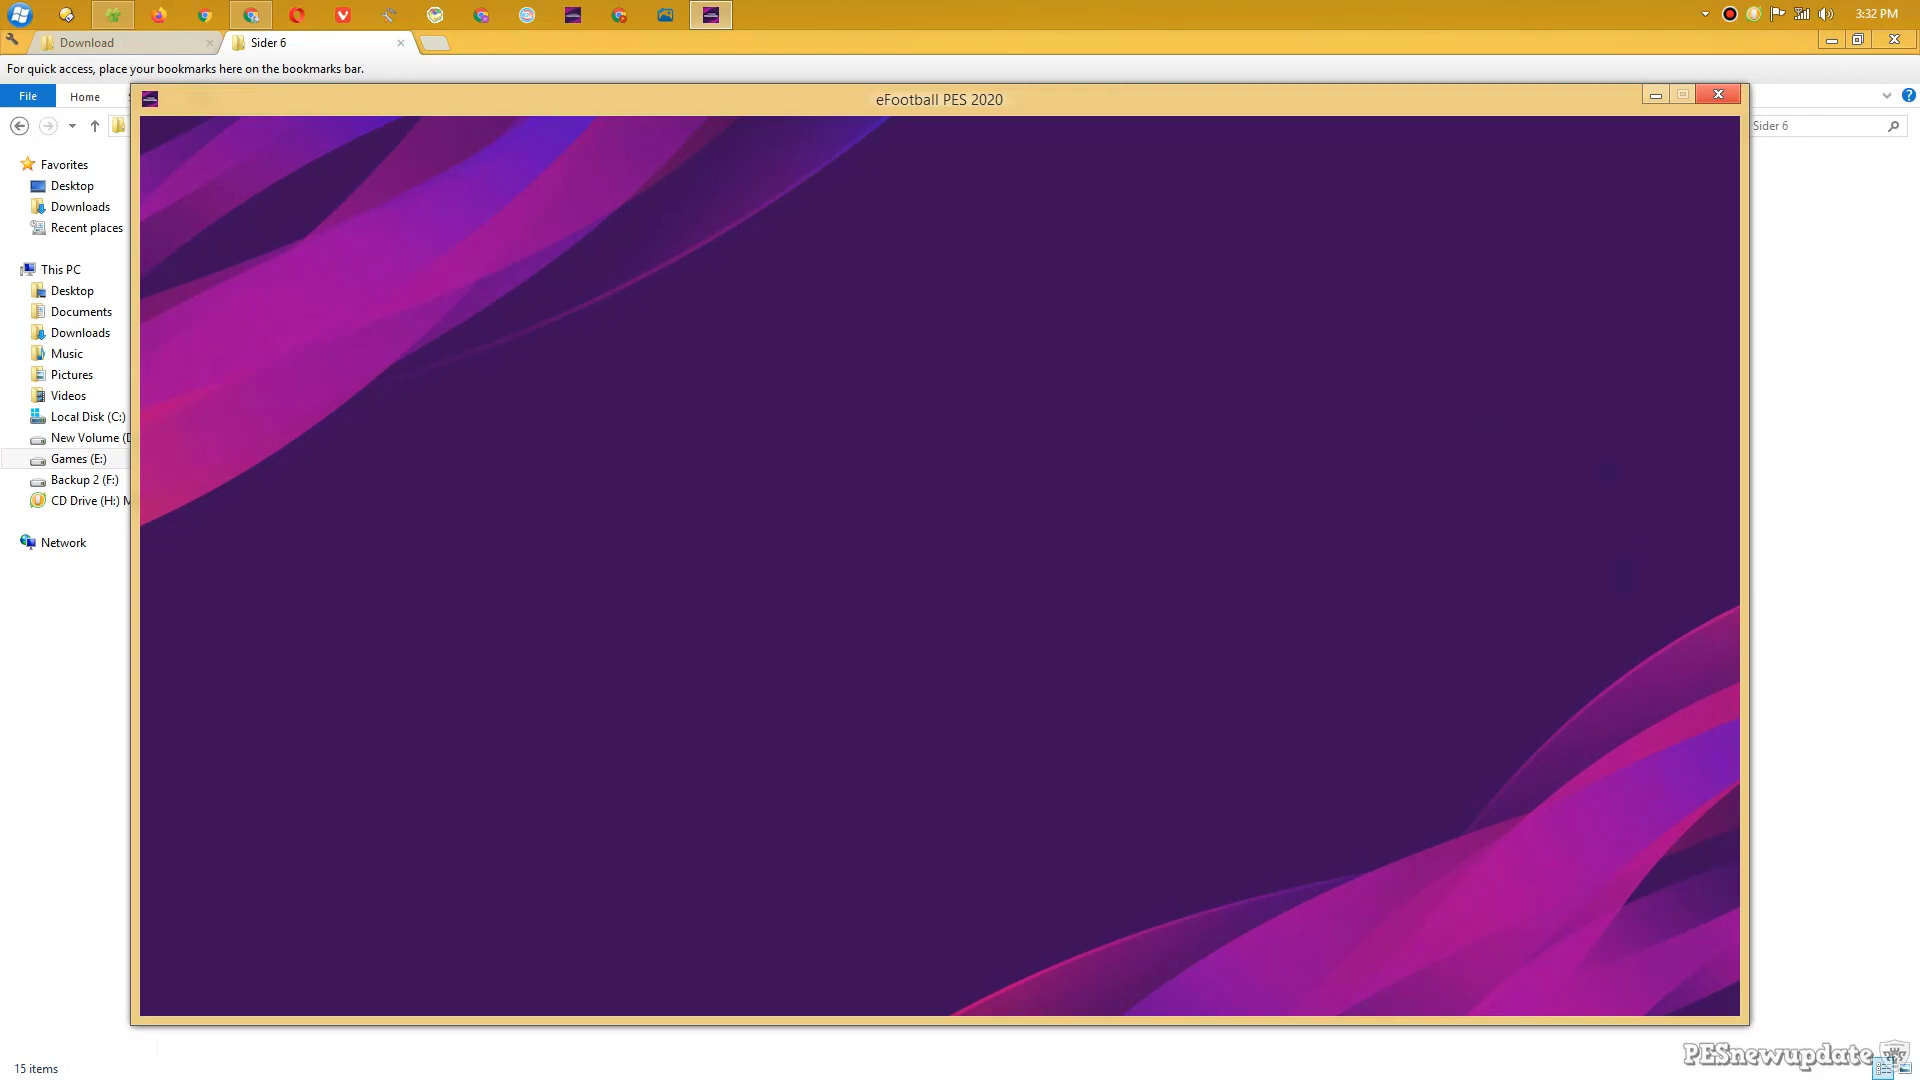 3:32 PM
Download
Sider 6
For quick access, place your bookmarks here on the bookmarks bar.
File
Home
eFootball PES 2020
Sider 6
Favorites
Desktop
Downloads
Recent places
This PC
Desktop
Documents
Downloads
Music
Pictures
Videos
Local Disk (C:)
New Volume (D
Games (E:)
Backup 2 (F:)
CD Drive (H:) M
Network
15 items
PESnewupdate